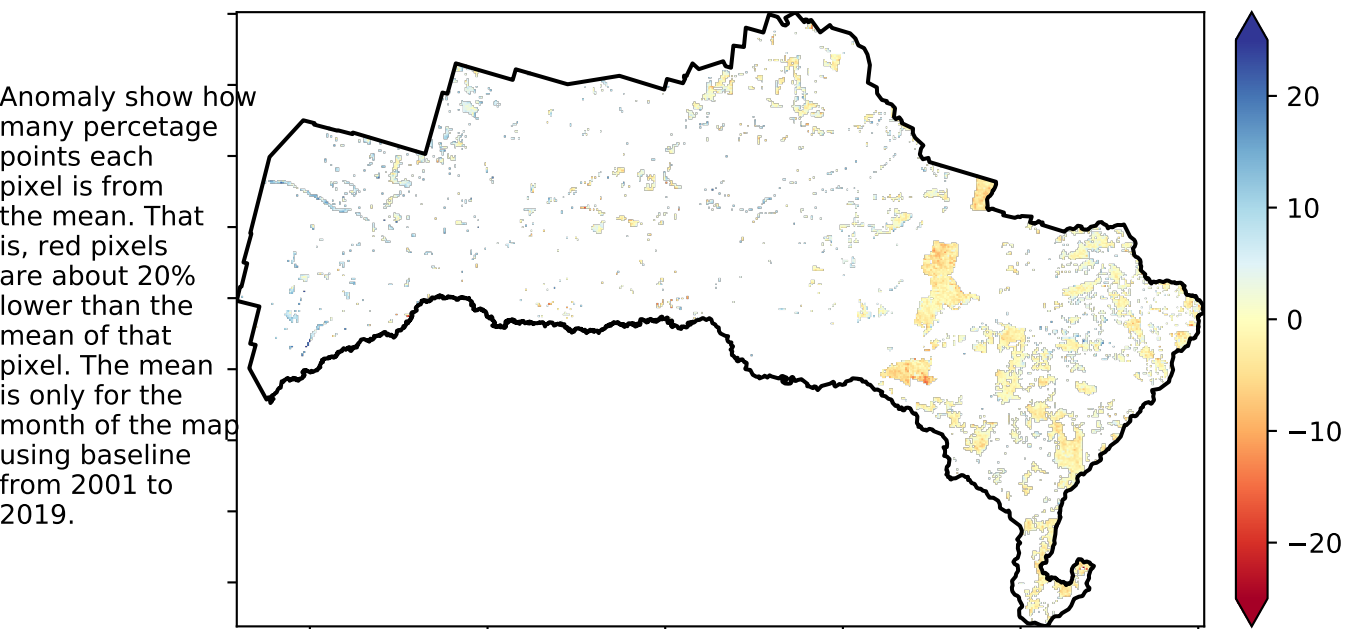 Anomaly show how
many percetage
points each
pixel is from
the mean. That
is, red pixels
are about 20%
lower than the
mean of that
pixel. The mean
is only for the
month of the map
using baseline
from 2001 to
2019.
20
10
0
−10
−20